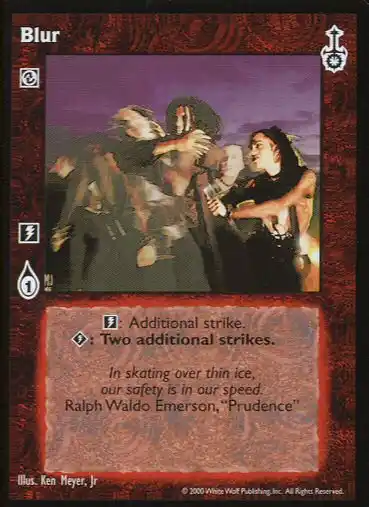 Blur
1
: Additional strike.
: Two additional strikes.
In skating over thin ice,
our safety is in our speed.
Ralph Waldo Emerson, “Prudence”
Illus. Ken Meyer, Jr
© 2000 White Wolf Publishing, Inc. All Rights Reserved.